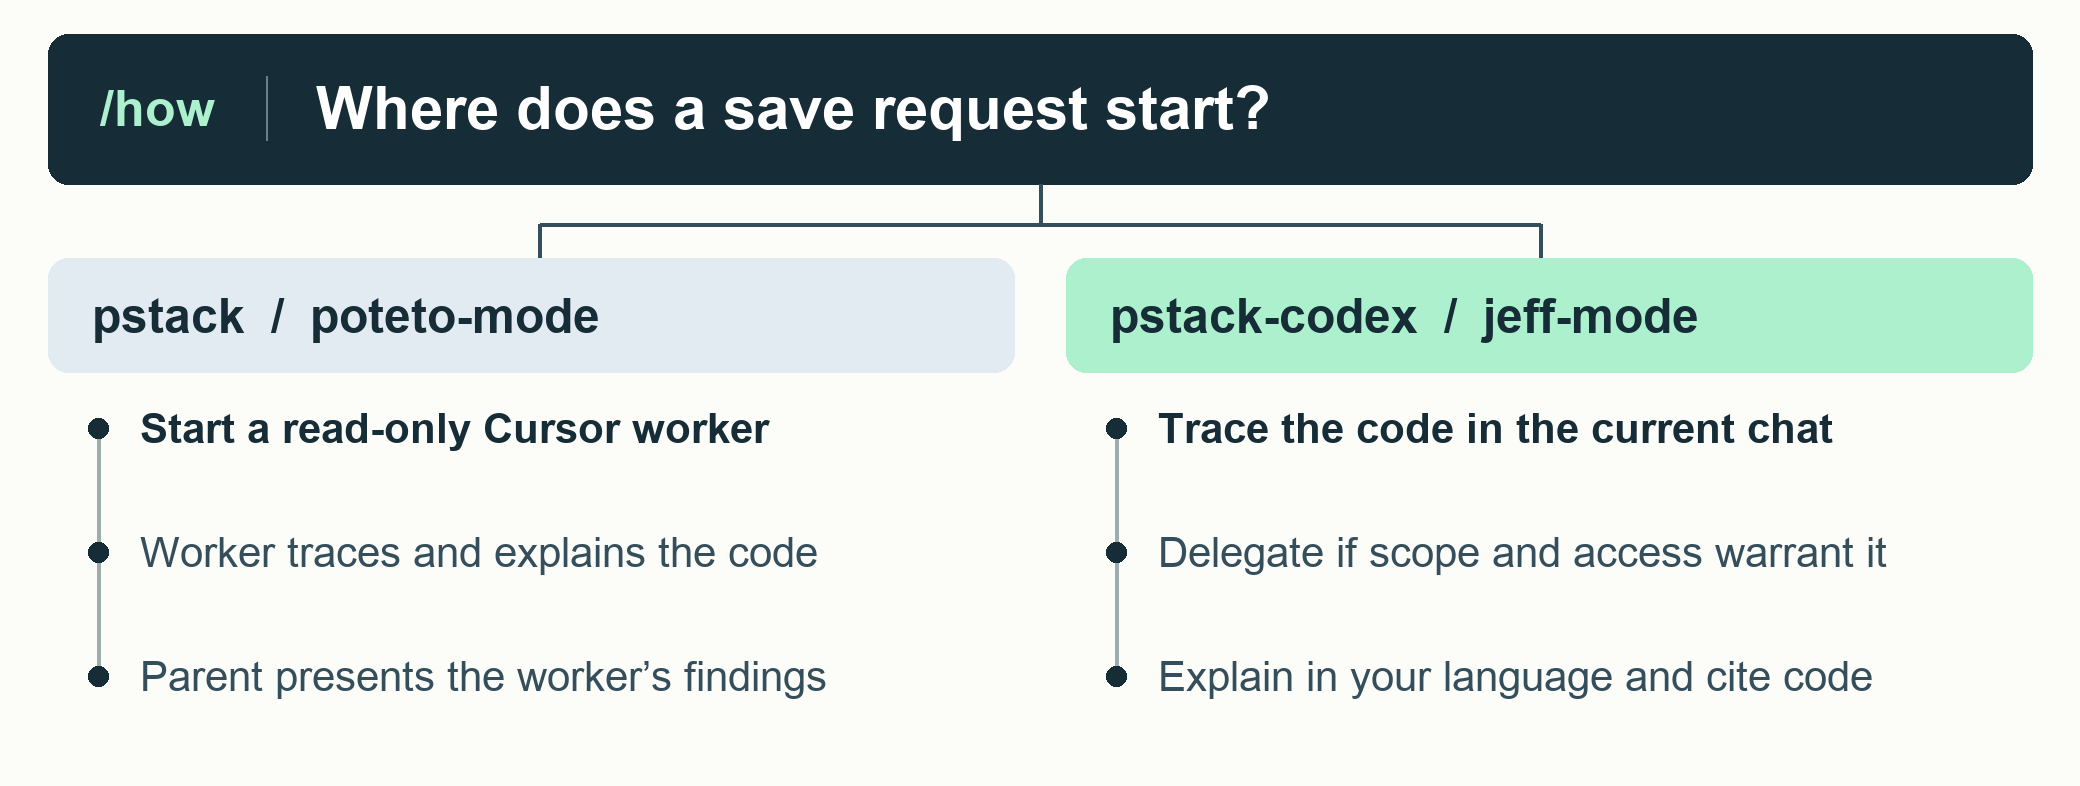 /how Where does a save request start?
pstack / poteto-mode
Start a read-only Cursor worker
Worker traces and explains the code
Parent presents the worker’s findings
pstack-codex / jeff-mode
Trace the code in the current chat
Delegate if scope and access warrant it
Explain in your language and cite code